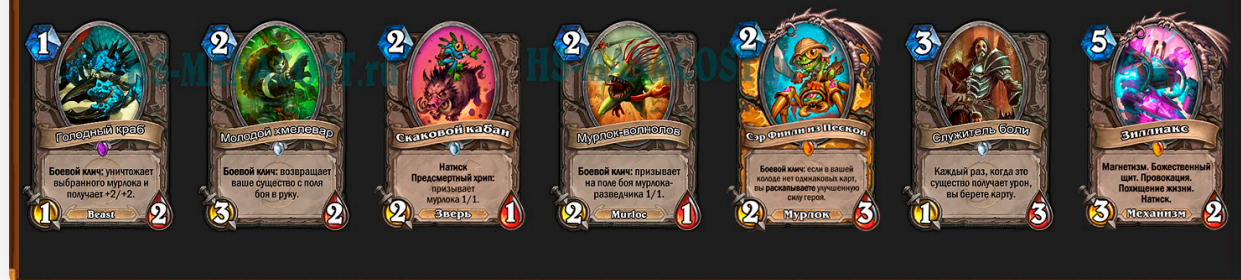 1
Голодный краб
Боевой клич: уничтожает
выбранного мурлока и
получает +2/+2.
1
Beast
2
2
Молодой хмелевар
Боевой клич: возвращает
ваше существо с поля
боя в руку.
3
2
2
Скаковой кабан
Натиск
Предсмертный хрип:
призывает
мурлока 1/1.
2
Зверь
1
2
Мурлок-волнолов
Боевой клич: призывает
на поле боя мурлока-
разведчика 1/1.
2
Murloc
1
2
Сэр Финли из Песков
Боевой клич: если в вашей
колоде нет одинаковых карт,
вы раскапываете улучшенную
силу героя.
2
Мурлок
3
3
Служитель боли
Каждый раз, когда это
существо получает урон,
вы берете карту.
1
3
5
Зиллиакс
Магнетизм. Божественный
щит. Провокация.
Похищение жизни.
Натиск.
3
Механизм
2